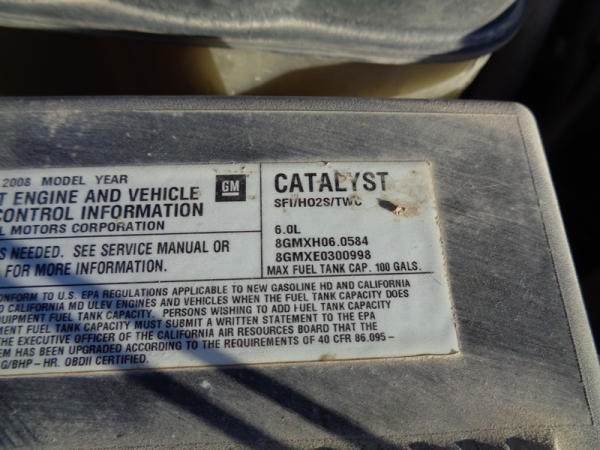 2008 MODEL YEAR
T ENGINE AND VEHICLE
CONTROL INFORMATION
L MOTORS CORPORATION
GM
CATALYST
SFI/HO2S/TWC
6.0L
8GMXH06.0584
8GMXE0300998
MAX FUEL TANK CAP. 100 GALS.
S NEEDED. SEE SERVICE MANUAL OR
FOR MORE INFORMATION.
ONFORM TO U.S. EPA REGULATIONS APPLICABLE TO NEW GASOLINE HD AND CALIFORNIA
D CALIFORNIA MD ULEV ENGINES AND VEHICLES WHEN THE FUEL TANK CAPACITY DOES
EQUIPMENT FUEL TANK CAPACITY. PERSONS WISHING TO ADD FUEL TANK CAPACITY
UIPMENT FUEL TANK CAPACITY MUST SUBMIT A WRITTEN STATEMENT TO THE EPA
THE EXECUTIVE OFFICER OF THE CALIFORNIA AIR RESOURCES BOARD THAT THE
EM HAS BEEN UPGRADED ACCORDING TO THE REQUIREMENTS OF 40 CFR 86.095-
G/BHP-HR. OBDII CERTIFIED.